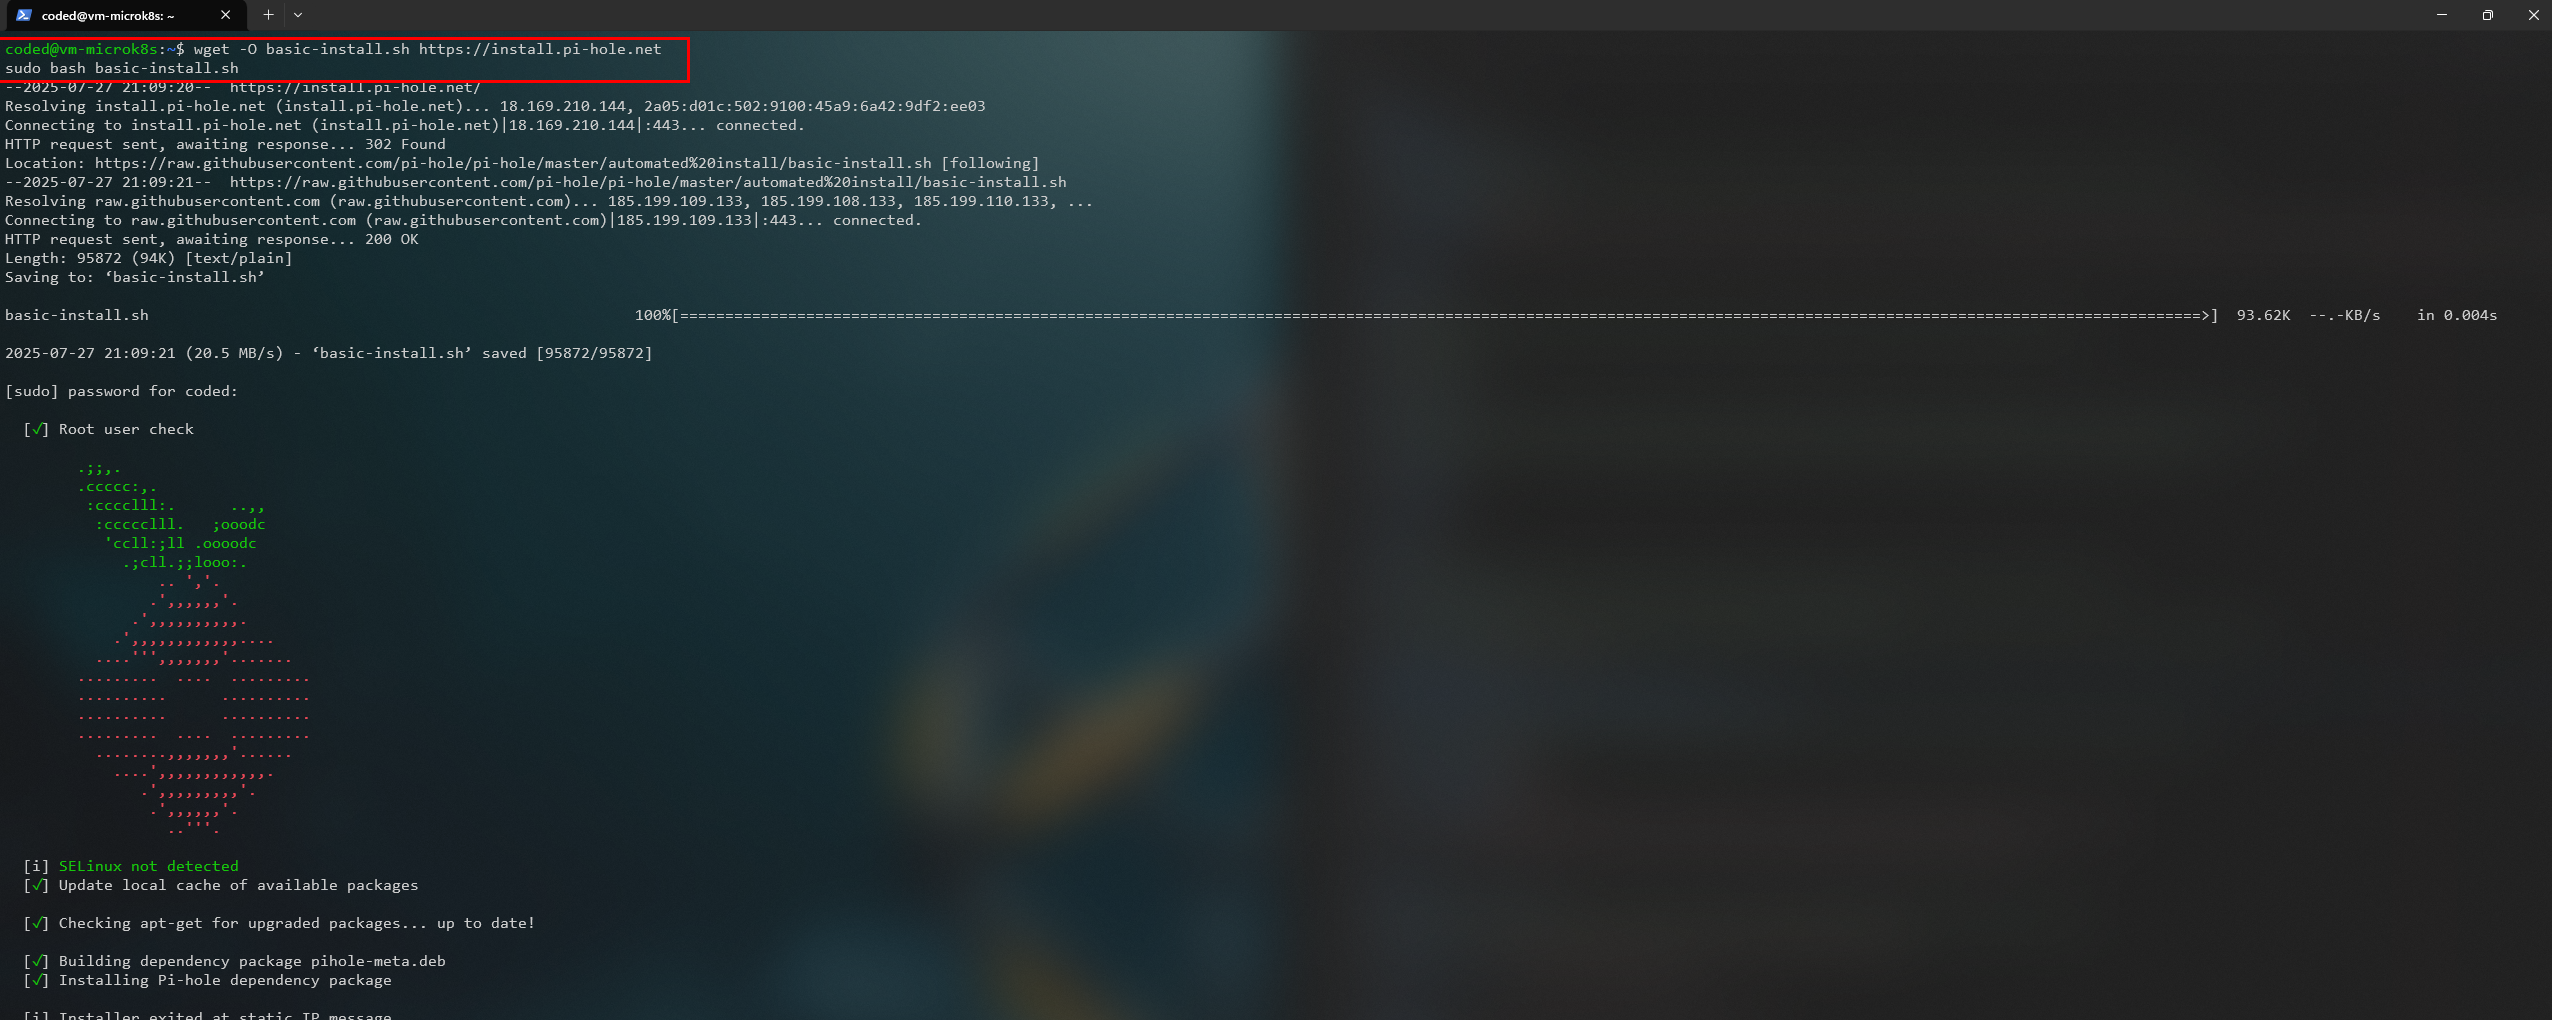 coded@vm-microk8s: ~
coded@vm-microk8s:~$ wget -O basic-install.sh https://install.pi-hole.net
sudo bash basic-install.sh
--2025-07-27 21:09:20--  https://install.pi-hole.net/
Resolving install.pi-hole.net (install.pi-hole.net)... 18.169.210.144, 2a05:d01c:502:9100:45a9:6a42:9df2:ee03
Connecting to install.pi-hole.net (install.pi-hole.net)|18.169.210.144|:443... connected.
HTTP request sent, awaiting response... 302 Found
Location: https://raw.githubusercontent.com/pi-hole/pi-hole/master/automated%20install/basic-install.sh [following]
--2025-07-27 21:09:21--  https://raw.githubusercontent.com/pi-hole/pi-hole/master/automated%20install/basic-install.sh
Resolving raw.githubusercontent.com (raw.githubusercontent.com)... 185.199.109.133, 185.199.108.133, 185.199.110.133, ...
Connecting to raw.githubusercontent.com (raw.githubusercontent.com)|185.199.109.133|:443... connected.
HTTP request sent, awaiting response... 200 OK
Length: 95872 (94K) [text/plain]
Saving to: ‘basic-install.sh’
basic-install.sh 100%[=====>] 93.62K --.-KB/s in 0.004s
2025-07-27 21:09:21 (20.5 MB/s) - ‘basic-install.sh’ saved [95872/95872]
[sudo] password for coded:
[✓] Root user check
.;;,.
.ccccc:,.
:cccclll:.      ..,,
:ccccclll.   ;ooodc
'ccll:;ll .oooodc
.;cll.;;looo:.
.. ','.
.',,,,,,'.
.',,,,,,,,,,.
.',,,,,,,,,,,,....
....''',,,,,,,'.......
.........  ....  .........
..........      ..........
..........      ..........
.........  ....  .........
........,,,,,,,'......
....',,,,,,,,,,,,.
.',,,,,,,,,'.
.',,,,,,'.
..'''.
[i] SELinux not detected
[✓] Update local cache of available packages
[✓] Checking apt-get for upgraded packages... up to date!
[✓] Building dependency package pihole-meta.deb
[✓] Installing Pi-hole dependency package
[i] Installer exited at static IP message